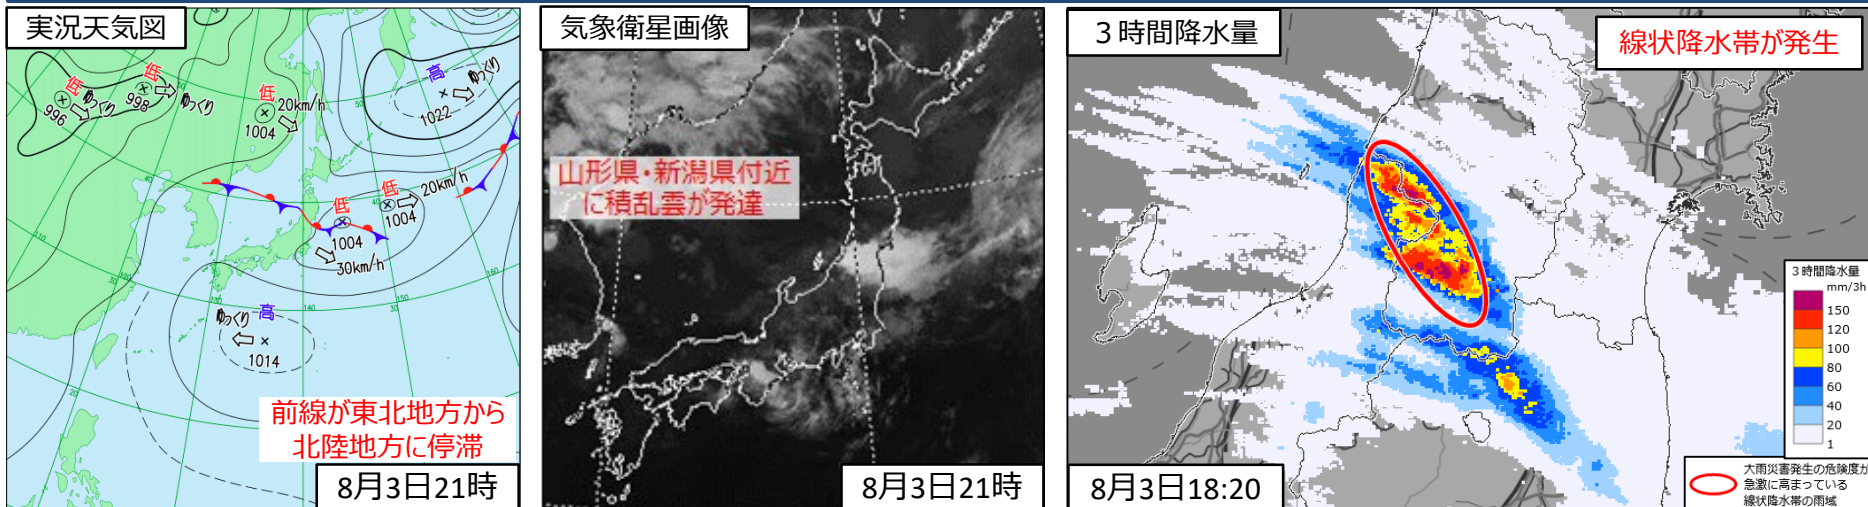 実況天気図
低
ゆっくり
996
低
998
ゆっくり
低
20km/h
1004
高
ゆっくり
1022
低
20km/h
1004
低
1004
30km/h
高
ゆっくり
1014
前線が東北地方から
北陸地方に停滞
8月3日21時
気象衛星画像
山形県・新潟県付近
に積乱雲が発達
8月3日21時
3時間降水量
線状降水帯が発生
3時間降水量
mm/3h
150
120
100
80
60
40
20
1
大雨災害発生の危険度が
急激に高まっている
線状降水帯の雨域
8月3日18:20